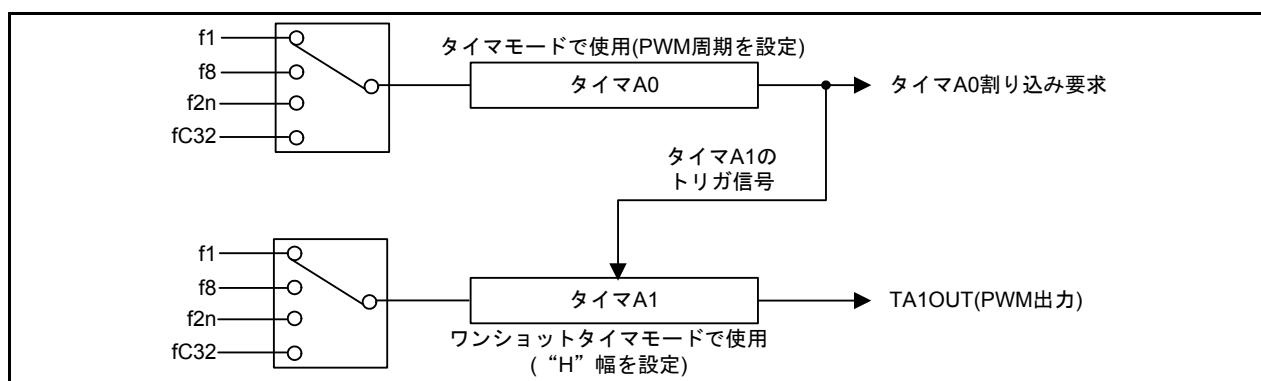 f1
f8
f2n
fC32
タイマモードで使用(PWM周期を設定)
タイマA0
タイマA0割り込み要求
タイマA1の
トリガ信号
f1
f8
f2n
fC32
タイマA1
TA1OUT(PWM出力)
ワンショットタイマモードで使用
(“H”幅を設定)